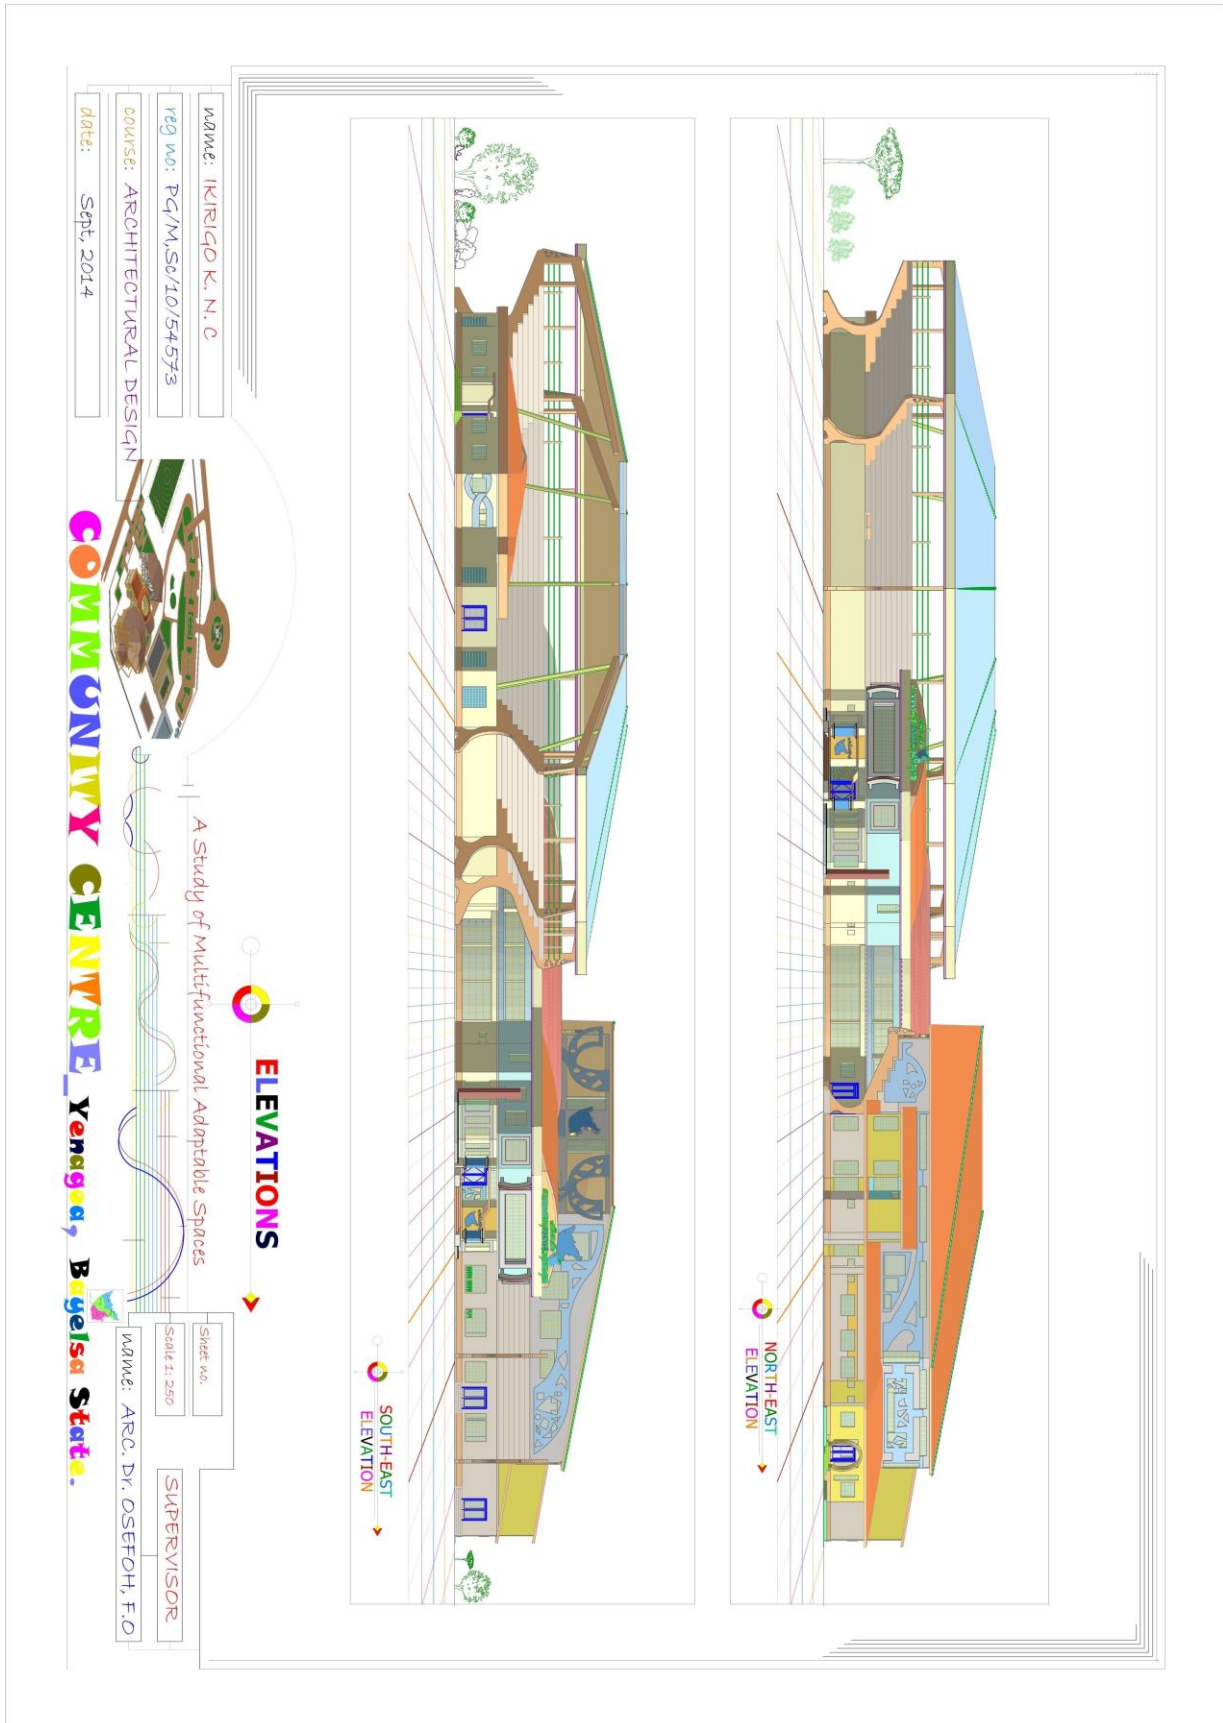 NORTH-EAST
ELEVATION
SOUTH-EAST
ELEVATION
ELEVATIONS
name: IKIRIGO K. N. C
reg no: PG/M,Sc/10/54573
course: ARCHITECTURAL DESIGN
date: Sept, 2014
A Study of Multifunctional Adaptable Spaces
COMMUNITY CENTRE_ Yenagoa, Bayelsa State.
Sheet no.
Scale 1: 250
SUPERVISOR
name: ARC. Dr. OSEFOH, F.O